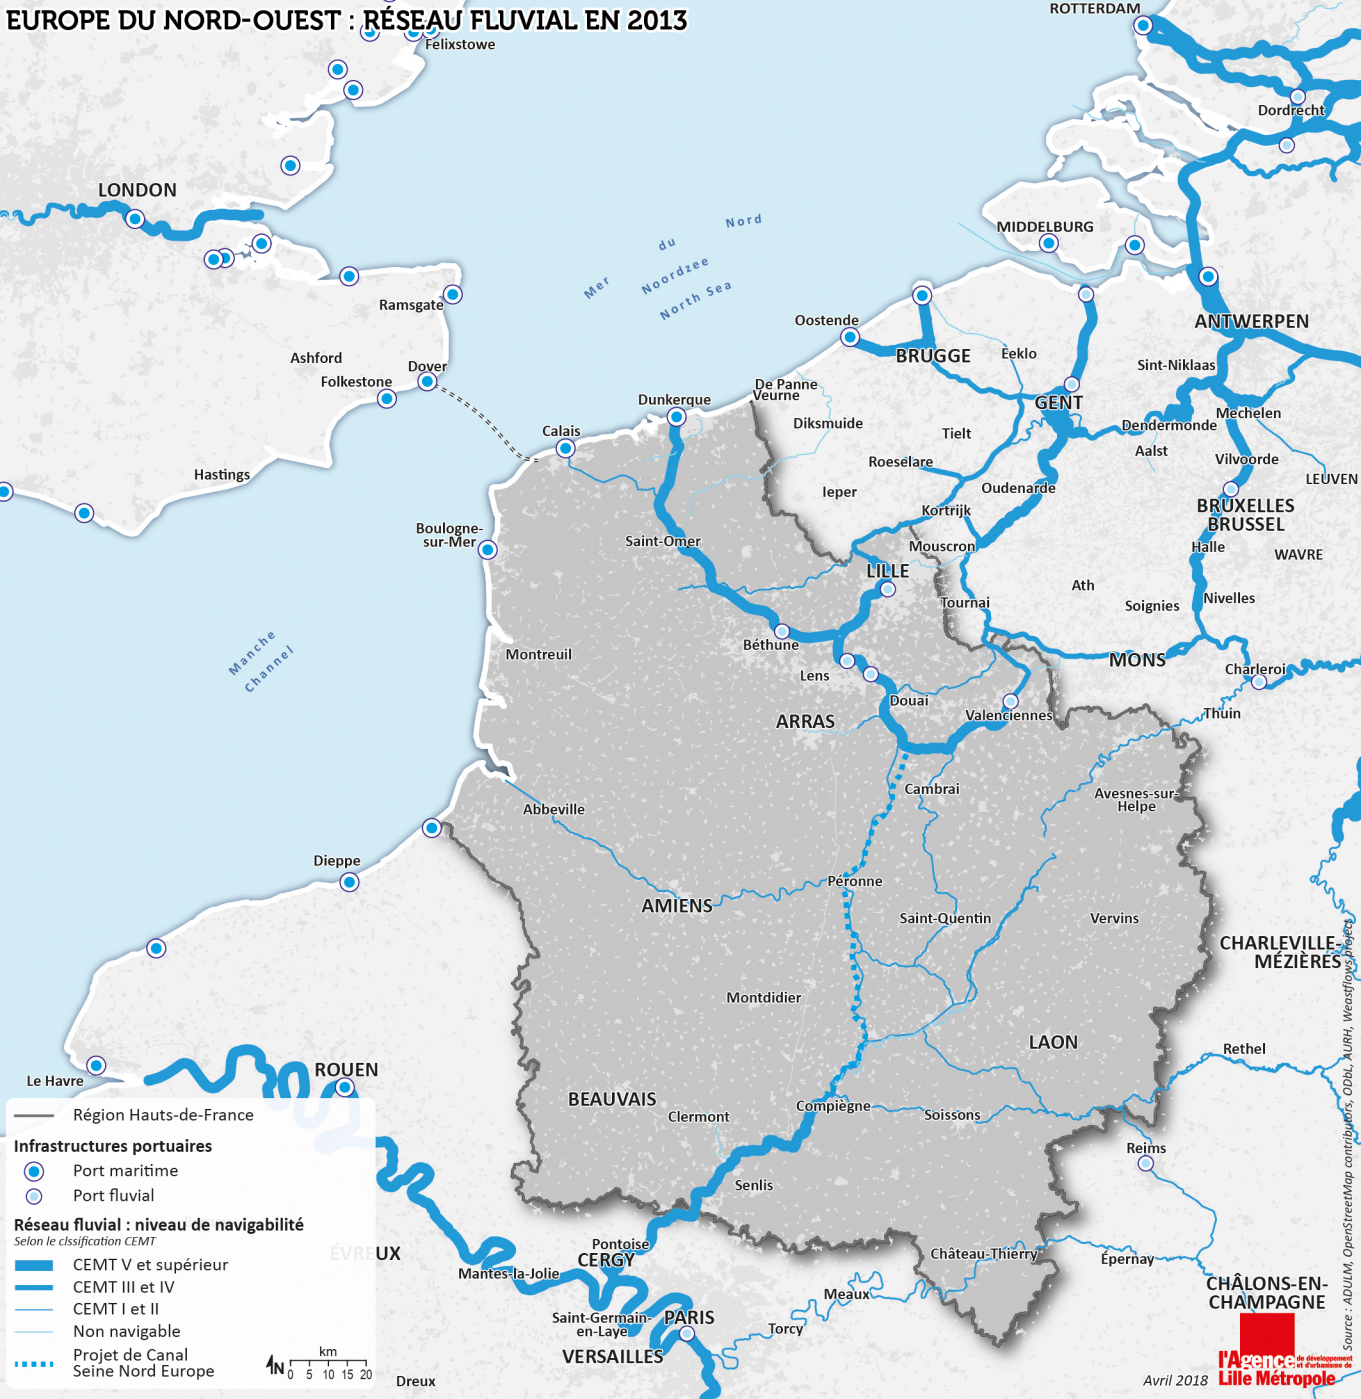 EUROPE DU NORD-OUEST : RÉSEAU FLUVIAL EN 2013
ROTTERDAM
Felixstowe
Dordrecht
LONDON
MIDDELBURG
Mer du Nord
Noordzee
North Sea
Ramsgate
Oostende
ANTWERPEN
Ashford
BRUGGE
Eeklo
Dover
Sint-Niklaas
Folkestone
De Panne
Veurne
Dunkerque
GENT
Mechelen
Diksmuide
Dendermonde
Calais
Tielt
Aalst
Roeselare
Vilvoorde
Hastings
LEUVEN
Ieper
Oudenarde
Kortrijk
BRUXELLES
BRUSSEL
Boulogne-
sur-Mer
Saint-Omer
Mouscron
Halle
WAVRE
LILLE
Ath
Tournai
Soignies
Nivelles
Manche
Channel
Béthune
Montreuil
MONS
Lens
Charleroi
Douai
ARRAS
Valenciennes
Thuin
Cambrai
Avesnes-sur-
Helpe
Abbeville
Dieppe
Péronne
AMIENS
Saint-Quentin
Vervins
CHARLEVILLE-
MÉZIÈRES
Montdidier
LAON
Rethel
ROUEN
Le Havre
BEAUVAIS
Compiègne
Clermont
Soissons
Reims
Senlis
Pontoise
CERGY
ÉVREUX
Château-Thierry
Épernay
Mantes-la-Jolie
Meaux
CHÂLONS-EN-
CHAMPAGNE
Saint-Germain-
en-Laye
PARIS
Torcy
VERSAILLES
Dreux
Région Hauts-de-France
Infrastructures portuaires
Port maritime
Port fluvial
Réseau fluvial : niveau de navigabilité
Selon le clssification CEMT
CEMT V et supérieur
CEMT III et IV
CEMT I et II
Non navigable
Projet de Canal
Seine Nord Europe
N
km
0 5 10 15 20
Avril 2018
l'Agence de développement
et d'urbanisme de
Lille Métropole
Source : ADULM, OpenStreetMap contributors, ODbL, AURH, Weastflows project